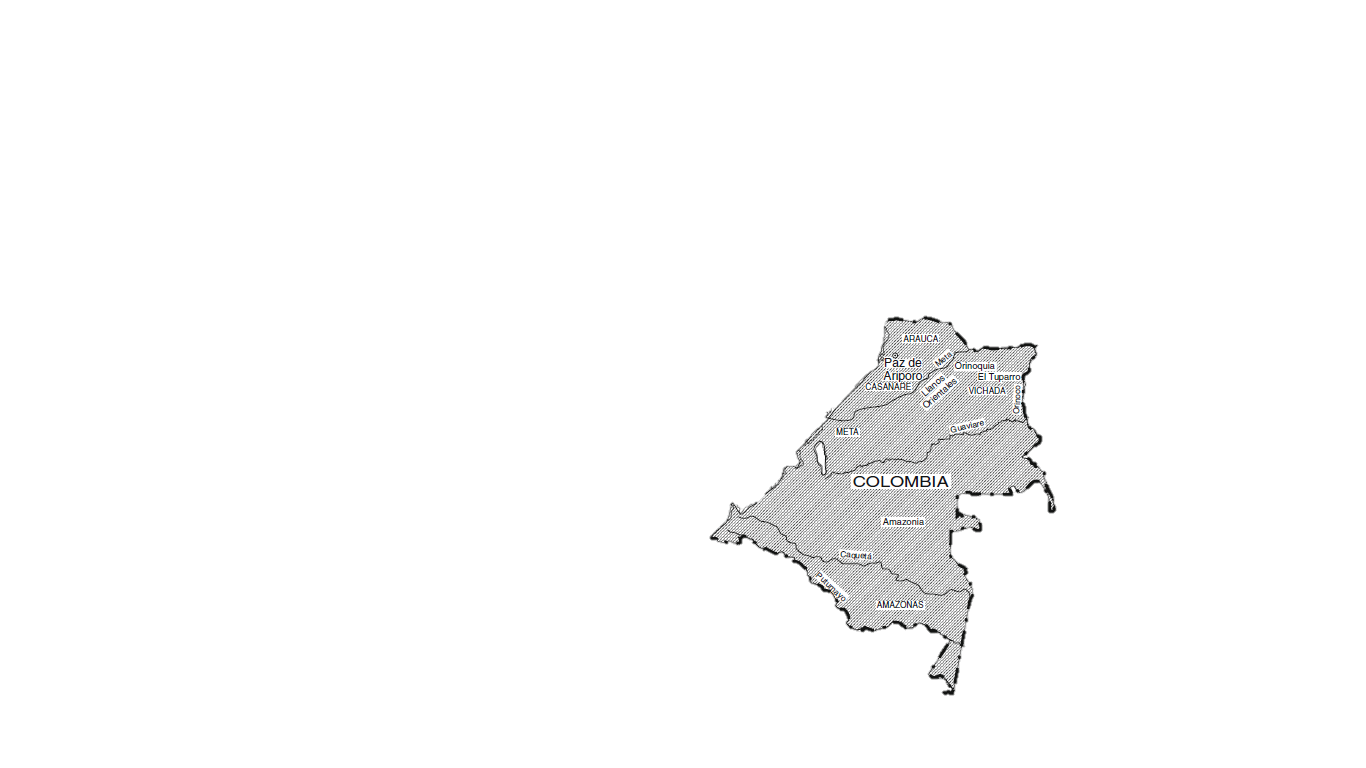 ARAUCA
Paz de
Ariporo
CASANARE
Meta
Orinoquia
Llanos
Orientales
El Tuparro
VICHADA
Orinoco
META
Guaviare
COLOMBIA
Amazonia
Caquetá
Putumayo
AMAZONAS